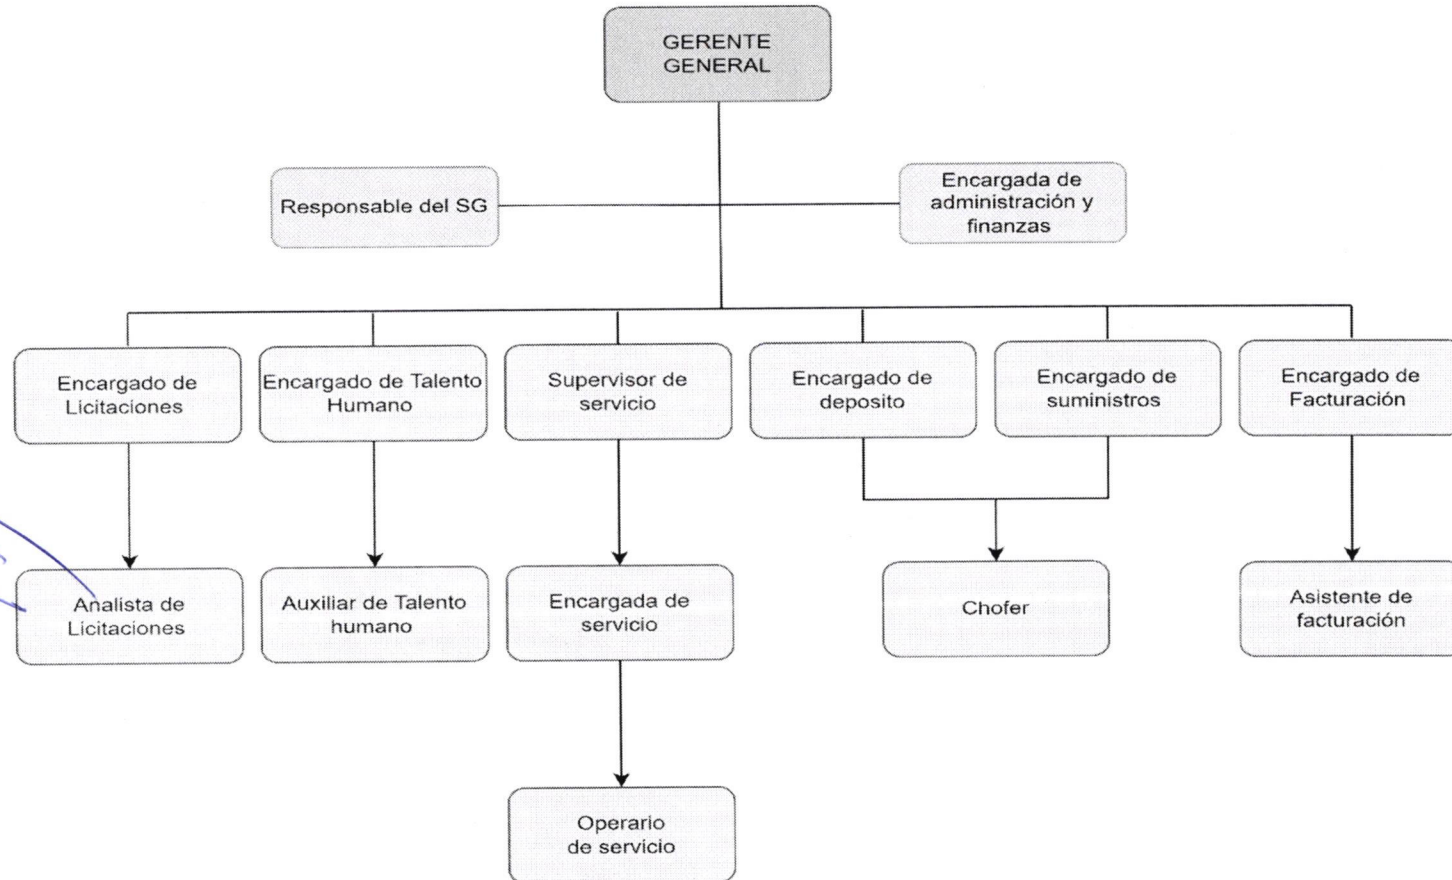 GERENTE
GENERAL
Responsable del SG
Encargada de
administración y
finanzas
Encargado de
Licitaciones
Encargado de Talento
Humano
Supervisor de
servicio
Encargado de
deposito
Encargado de
suministros
Encargado de
Facturación
Analista de
Licitaciones
Auxiliar de Talento
humano
Encargada de
servicio
Chofer
Asistente de
facturación
Operario
de servicio